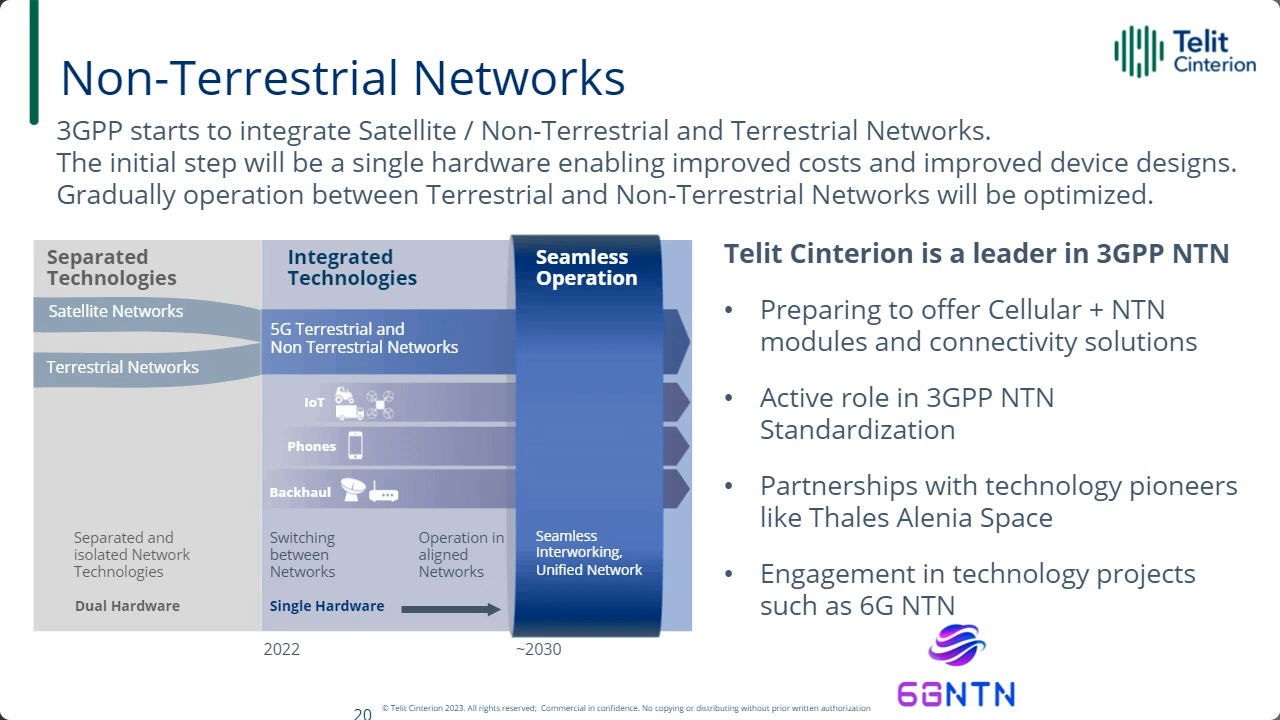 Telit
Cinterion
Non-Terrestrial Networks
3GPP starts to integrate Satellite / Non-Terrestrial and Terrestrial Networks.
The initial step will be a single hardware enabling improved costs and improved device designs.
Gradually operation between Terrestrial and Non-Terrestrial Networks will be optimized.
Separated
Technologies
Satellite Networks
Terrestrial Networks
Separated and
isolated Network
Technologies
Dual Hardware
Integrated
Technologies
5G Terrestrial and
Non Terrestrial Networks
IoT
Phones
Backhaul
Switching
between
Networks
Operation in
aligned
Networks
Single Hardware
Seamless
Operation
Seamless
Interworking,
Unified Network
2022
~2030
Telit Cinterion is a leader in 3GPP NTN
• Preparing to offer Cellular + NTN
modules and connectivity solutions
• Active role in 3GPP NTN
Standardization
• Partnerships with technology pioneers
like Thales Alenia Space
• Engagement in technology projects
such as 6G NTN
6GNTN
20
© Telit Cinterion 2023. All rights reserved; Commercial in confidence. No copying or distributing without prior written authorization